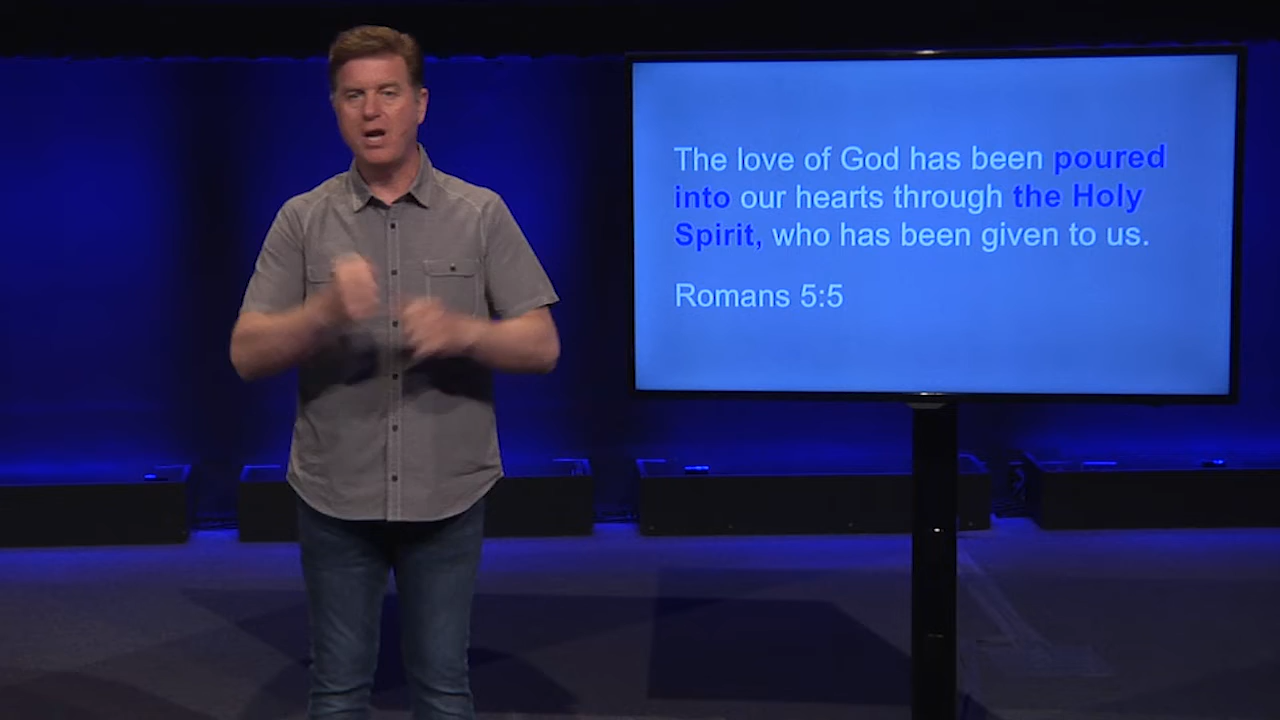 The love of God has been poured
into our hearts through the Holy
Spirit, who has been given to us.
Romans 5:5